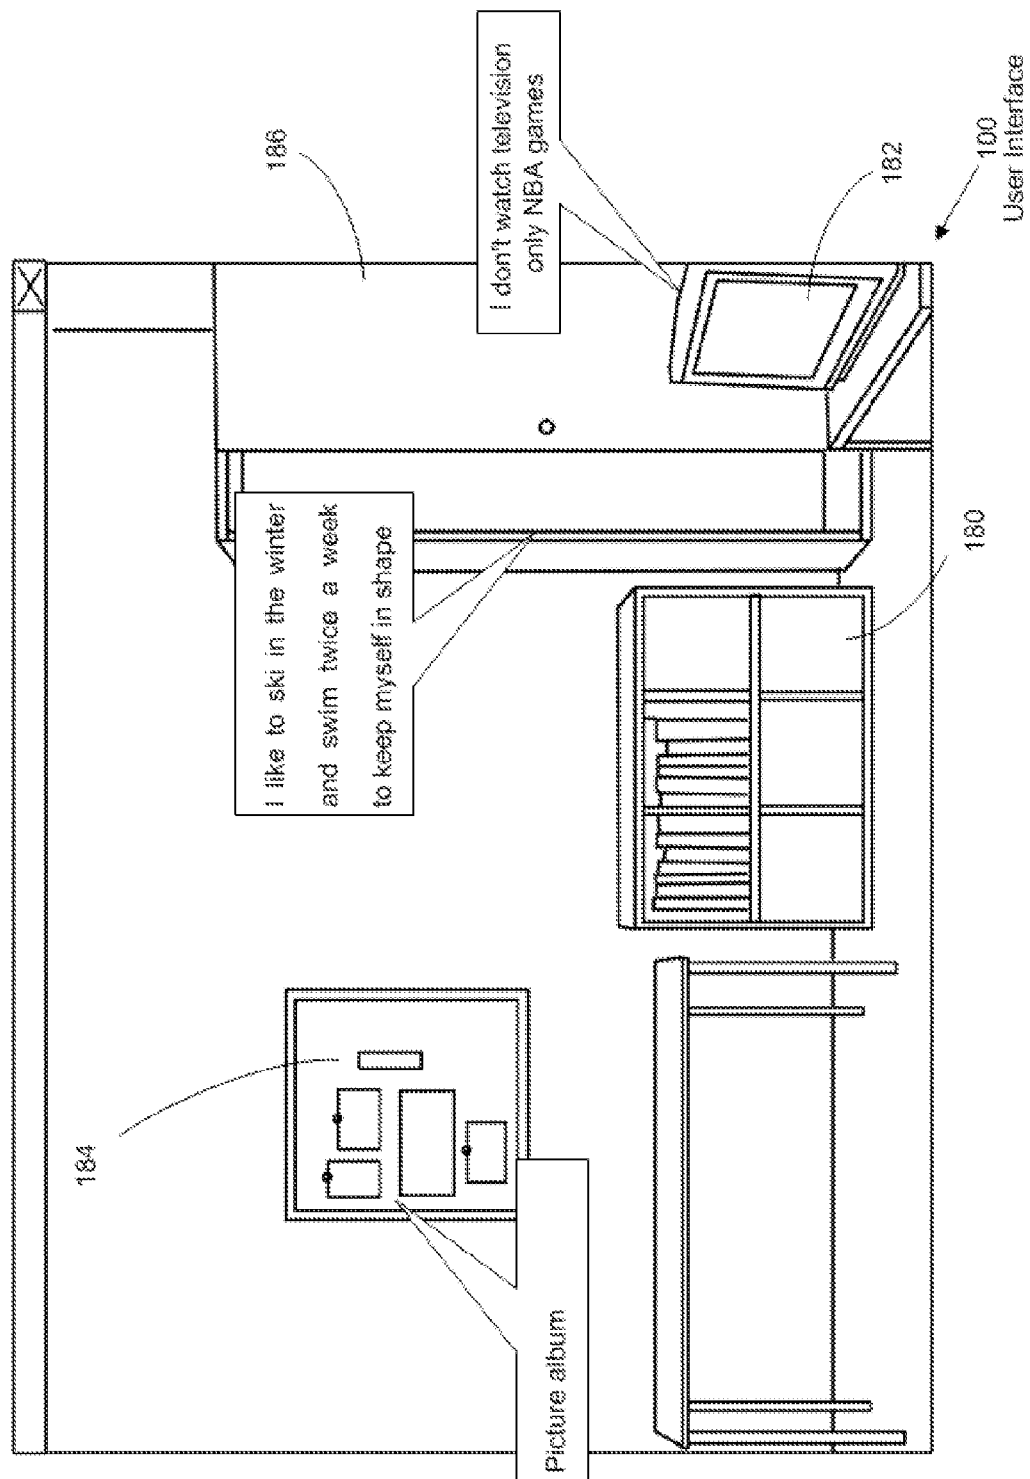 184
Picture album
I like to ski in the winter
and swim twice a week
to keep myself in shape
186
I don't watch television
only NBA games
180
182
100
User Interface